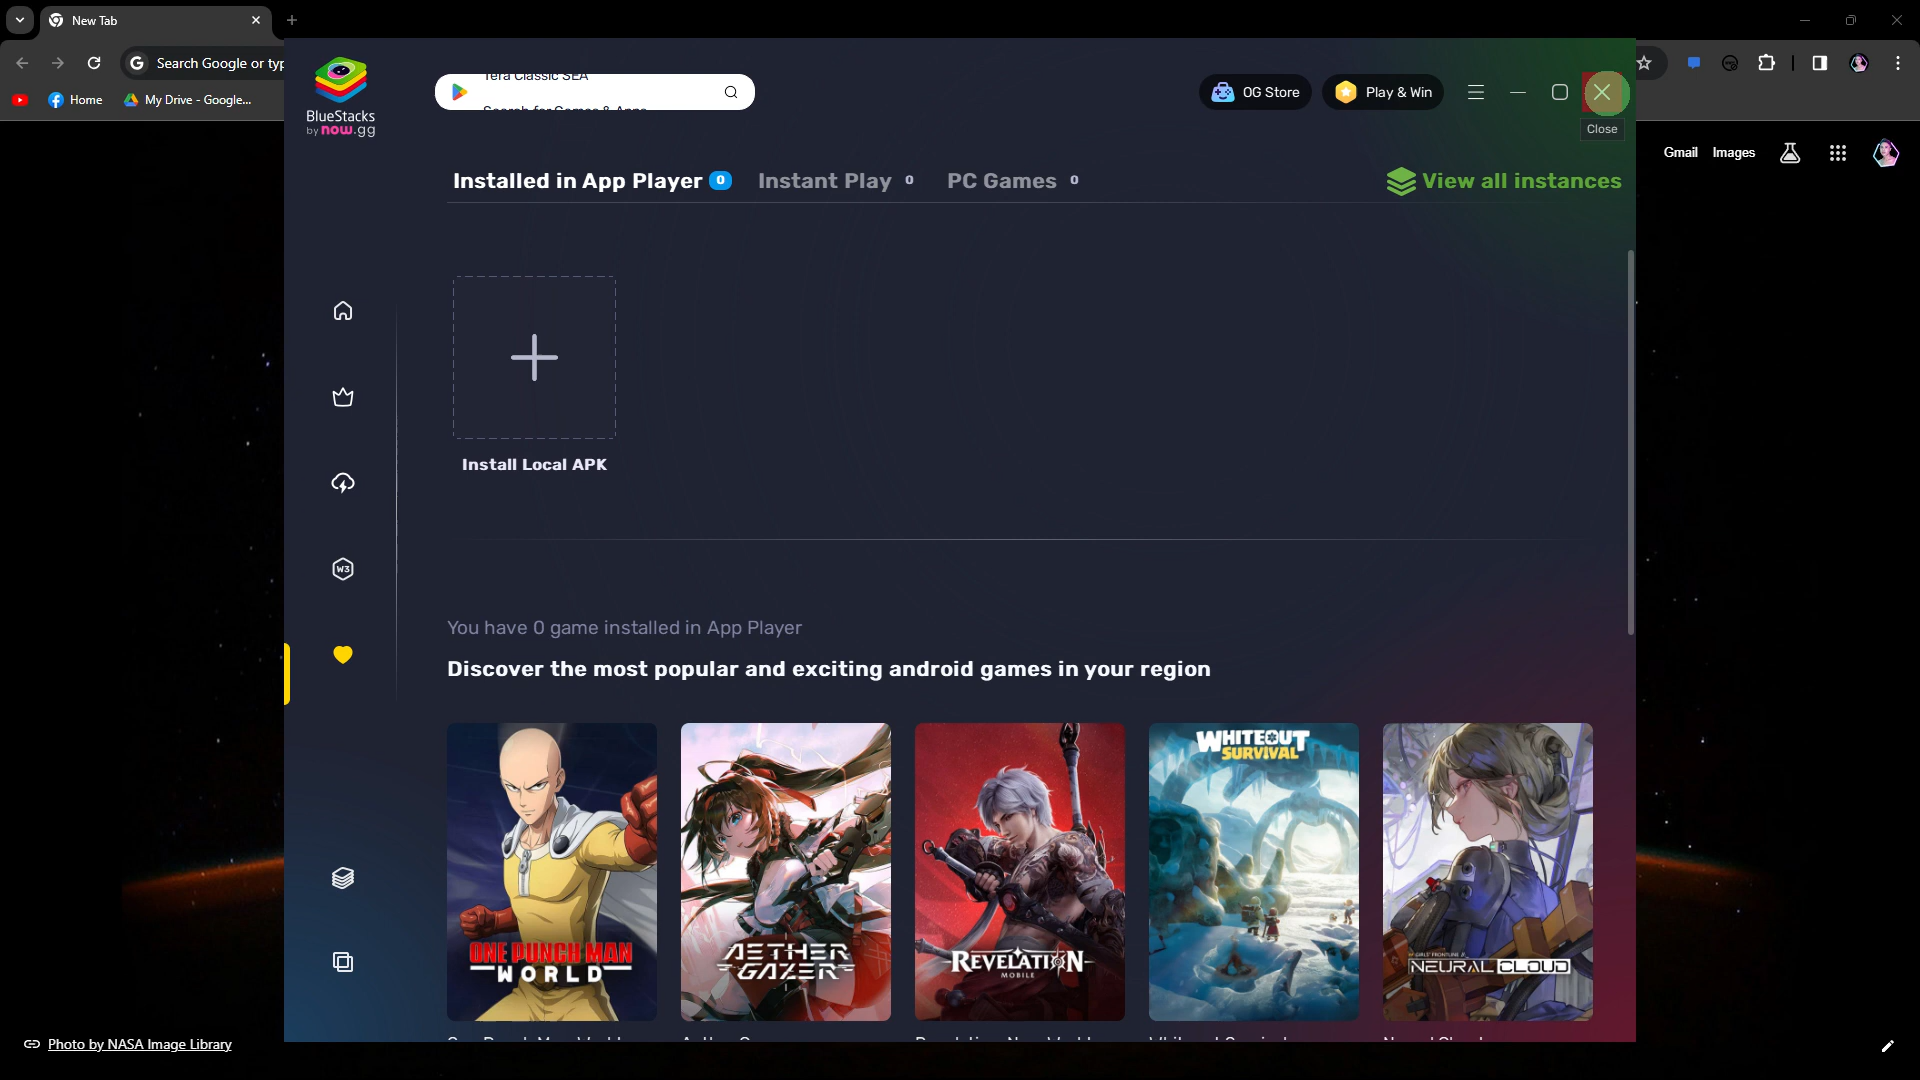 New Tab
Search Google or typ
Home
My Drive - Google...
BlueStacks
by now.gg
Tera Classic SEA
Search for Games & Apps
OG Store
Play & Win
Close
Gmail
Images
Installed in App Player 0
Instant Play 0
PC Games 0
View all instances
Install Local APK
W3
You have 0 game installed in App Player
Discover the most popular and exciting android games in your region
ONE PUNCH MAN
WORLD
AETHER
GAZER
REVELATION
MOBILE
WHITEOUT
SURVIVAL
NEURAL CLOUD
Photo by NASA Image Library